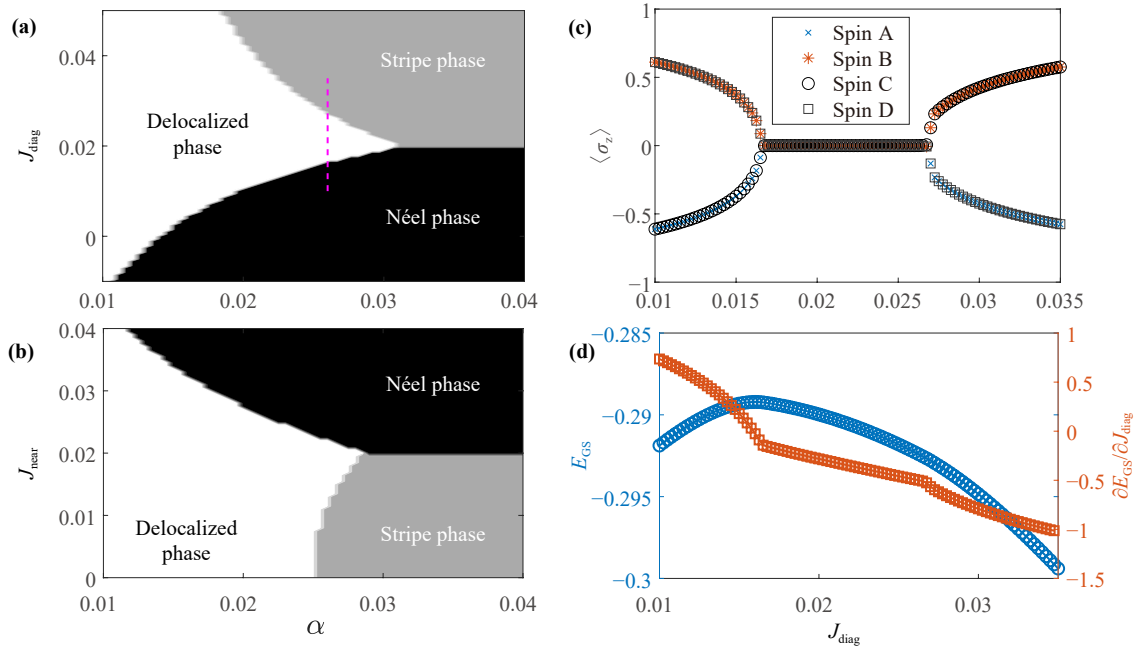 (a)
0.04
0.02
0
J_diag
Delocalized
phase
Stripe phase
Néel phase
0.01
0.02
0.03
0.04
(b)
0.04
0.03
0.02
0.01
0
J_near
Néel phase
Delocalized
phase
Stripe phase
0.01
0.02
0.03
0.04
α
(c)
1
0.5
0
−0.5
−1
⟨σ_z⟩
Spin A
Spin B
Spin C
Spin D
0.01
0.015
0.02
0.025
0.03
0.035
(d)
−0.285
−0.29
−0.295
−0.3
E_GS
1
0.5
0
−0.5
−1
−1.5
∂E_GS/∂J_diag
0.01
0.02
0.03
J_diag